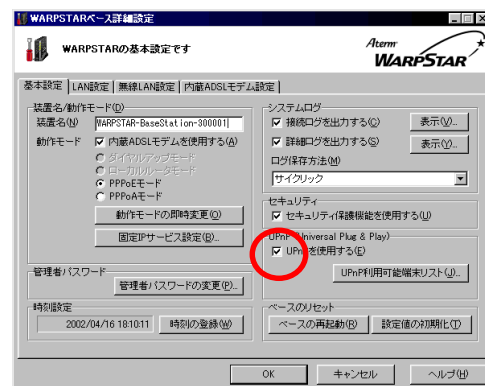 WARPSTARベース詳細設定
WARPSTARの基本設定です
Aterm
WARPSTAR
基本設定 LAN設定 無線LAN設定 内蔵ADSLモデム設定
装置名/動作モード(D)
装置名(N) WARPSTAR-BaseStation-300001
動作モード 内蔵ADSLモデムを使用する(A)
ダイヤルアップモード
ローカルルータモード
PPPoEモード
PPPoAモード
動作モードの即時変更(O)
固定IPサービス設定(B)...
管理者パスワード
管理者パスワードの変更(P)...
時刻設定
2002/04/16 18:10:11 時刻の登録(W)
システムログ
接続ログを出力する(C) 表示(V)...
詳細ログを出力する(S) 表示(Y)...
ログ保存方法(M)
サイクリック
セキュリティ
セキュリティ保護機能を使用する(U)
UPnP (Universal Plug & Play)
UPnPを使用する(E)
UPnP利用可能端末リスト(J)...
ベースのリセット
ベースの再起動(R) 設定値の初期化(T)
OK キャンセル ヘルプ(H)